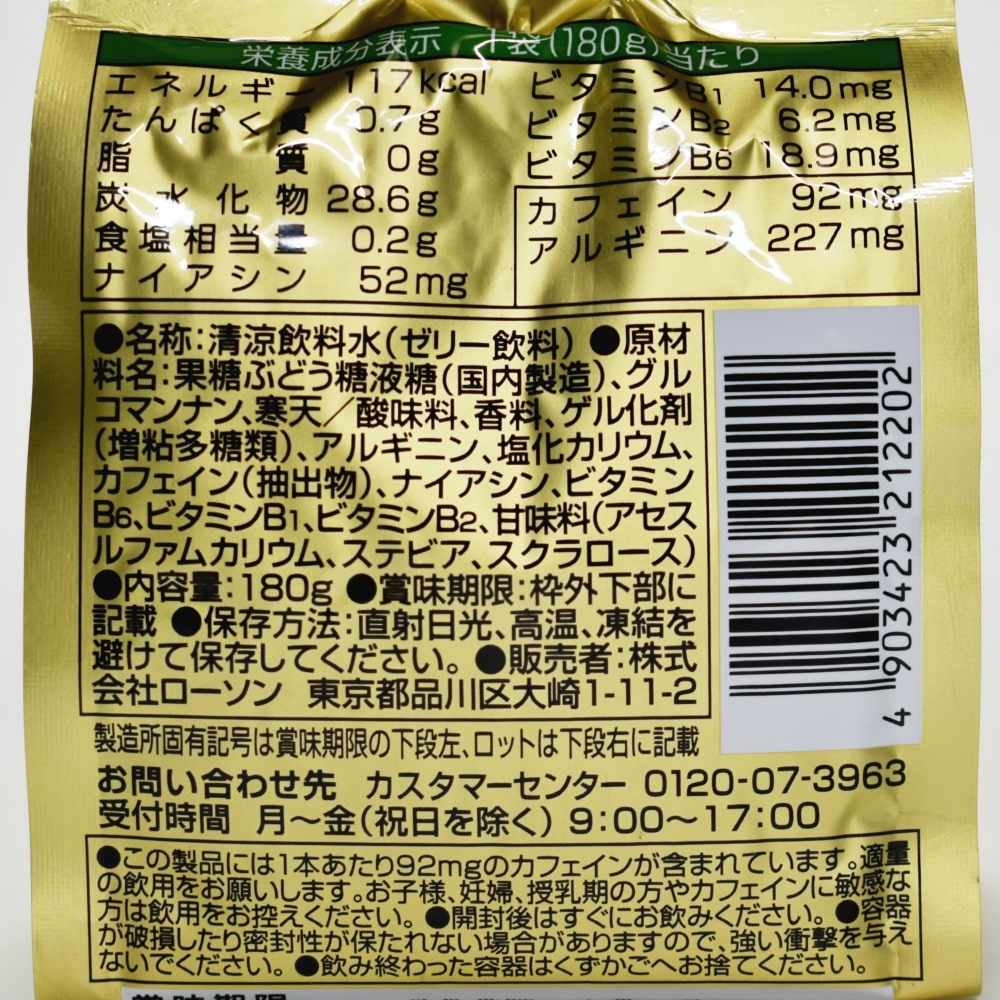 栄養成分表示 1袋(180g)当たり
エネルギー 117kcal
たんぱく質 0.7g
脂質 0g
炭水化物 28.6g
食塩相当量 0.2g
ナイアシン 52mg
ビタミンB1 14.0mg
ビタミンB2 6.2mg
ビタミンB6 18.9mg
カフェイン 92mg
アルギニン 227mg
●名称:清涼飲料水(ゼリー飲料) ●原材
料名:果糖ぶどう糖液糖(国内製造)、グル
コマンナン、寒天/酸味料、香料、ゲル化剤
(増粘多糖類)、アルギニン、塩化カリウム、
カフェイン(抽出物)、ナイアシン、ビタミン
B6、ビタミンB1、ビタミンB2、甘味料(アセス
ルファムカリウム、ステビア、スクラロース)
●内容量:180g ●賞味期限:枠外下部に
記載 ●保存方法:直射日光、高温、凍結を
避けて保存してください。●販売者:株式
会社ローソン 東京都品川区大崎1-11-2
4 903423 212202
製造所固有記号は賞味期限の下段左、ロットは下段右に記載
お問い合わせ先 カスタマーセンター 0120-07-3963
受付時間 月～金(祝日を除く) 9:00～17:00
●この製品には1本あたり92mgのカフェインが含まれています。適量
の飲用をお願いします。お子様、妊婦、授乳期の方やカフェインに敏感な
方は飲用をお控えください。●開封後はすぐにお飲みください。●容器
が破損したり密封性が保たれない場合がありますので、強い衝撃を与え
ないでください。●飲み終わった容器はくずかごへお捨てください。
賞味期限